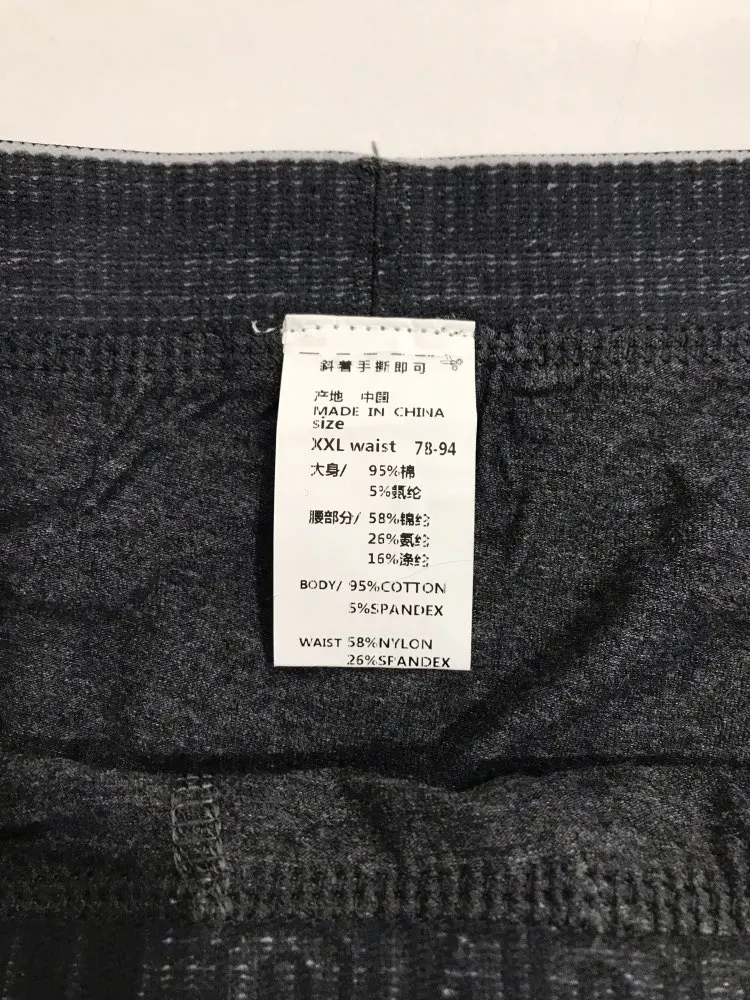 斜着手撕即可
产地 中国
MADE IN CHINA
size
XXL waist 78-94
大身/ 95%棉
5%氨纶
腰部分/ 58%锦纶
26%氨纶
16%涤纶
BODY/ 95%COTTON
5%SPANDEX
WAIST 58%NYLON
26%SPANDEX